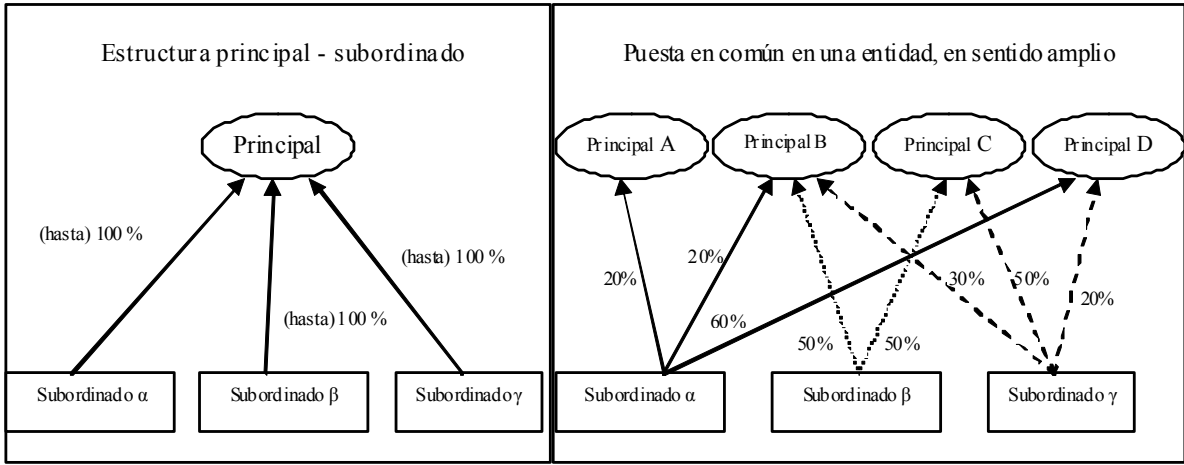 Estructura principal - subordinado
Principal
(hasta) 100 %
(hasta) 100 %
(hasta) 100 %
Subordinado α
Subordinado β
Subordinado γ
Puesta en común en una entidad, en sentido amplio
Principal A
Principal B
Principal C
Principal D
20%
20%
60%
50%
50%
30%
50%
20%
Subordinado α
Subordinado β
Subordinado γ